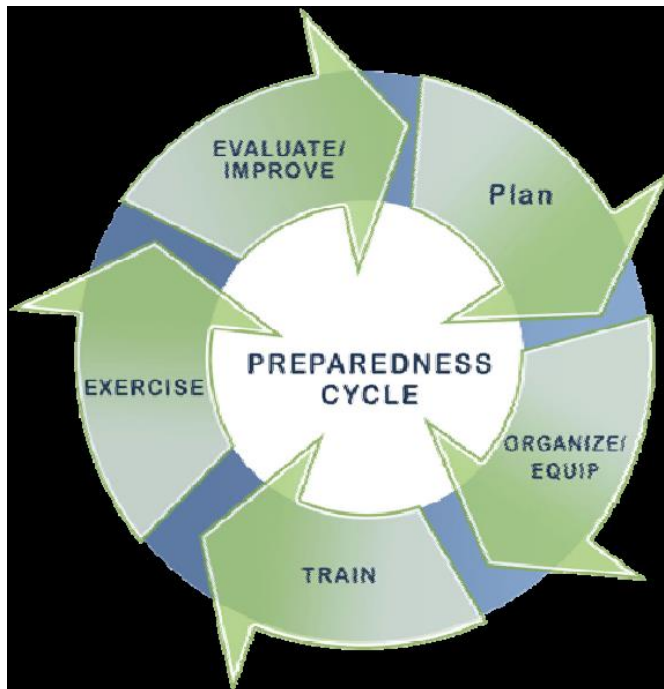 EVALUATE/
IMPROVE
Plan
PREPAREDNESS
CYCLE
EXERCISE
ORGANIZE/
EQUIP
TRAIN